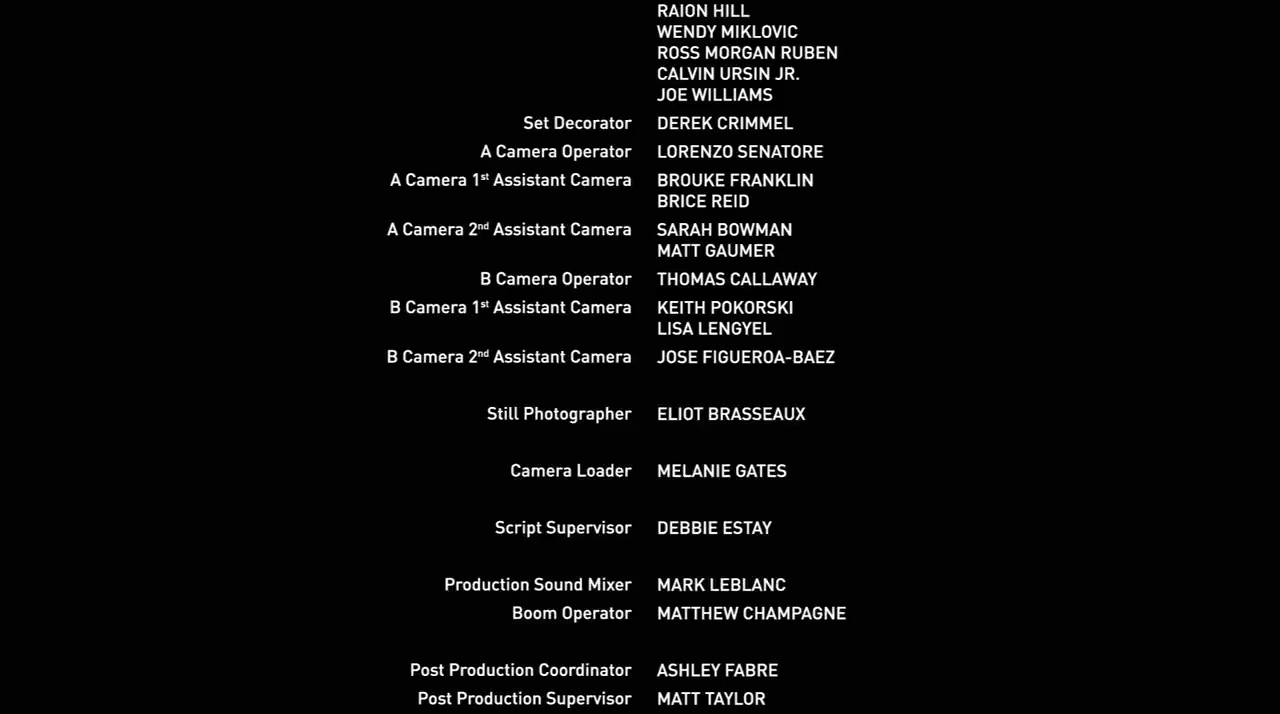 RAION HILL
WENDY MIKLOVIC
ROSS MORGAN RUBEN
CALVIN URSIN JR.
JOE WILLIAMS
Set Decorator DEREK CRIMMEL
A Camera Operator LORENZO SENATORE
A Camera 1st Assistant Camera BROUKE FRANKLIN
BRICE REID
A Camera 2nd Assistant Camera SARAH BOWMAN
MATT GAUMER
B Camera Operator THOMAS CALLAWAY
B Camera 1st Assistant Camera KEITH POKORSKI
LISA LENGYEL
B Camera 2nd Assistant Camera JOSE FIGUEROA-BAEZ
Still Photographer ELIOT BRASSEAUX
Camera Loader MELANIE GATES
Script Supervisor DEBBIE ESTAY
Production Sound Mixer MARK LEBLANC
Boom Operator MATTHEW CHAMPAGNE
Post Production Coordinator ASHLEY FABRE
Post Production Supervisor MATT TAYLOR